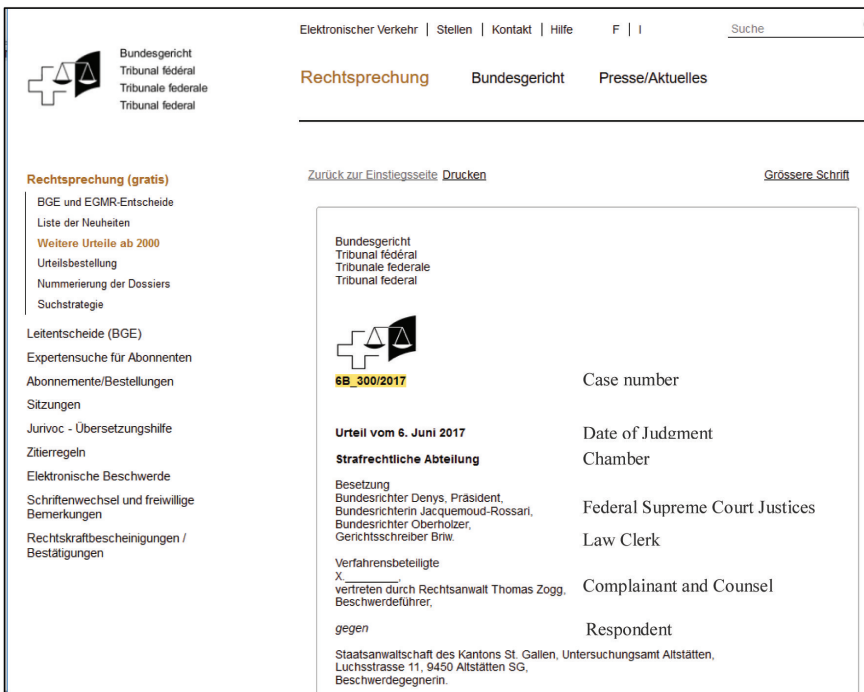 Elektronischer Verkehr | Stellen | Kontakt | Hilfe F | I Suche
Bundesgericht
Tribunal fédéral
Tribunale federale
Tribunal federal
Rechtsprechung Bundesgericht Presse/Aktuelles
Rechtsprechung (gratis)
BGE und EGMR-Entscheide
Liste der Neuheiten
Weitere Urteile ab 2000
Urteilsbestellung
Nummerierung der Dossiers
Suchstrategie
Leitentscheide (BGE)
Expertensuche für Abonnenten
Abonnemente/Bestellungen
Sitzungen
Jurivoc - Übersetzungshilfe
Zitierregeln
Elektronische Beschwerde
Schriftenwechsel und freiwillige
Bemerkungen
Rechtskraftbescheinigungen /
Bestätigungen
Zurück zur Einstiegsseite Drucken Grössere Schrift
Bundesgericht
Tribunal fédéral
Tribunale federale
Tribunal federal
6B_300/2017 Case number
Urteil vom 6. Juni 2017 Date of Judgment
Strafrechtliche Abteilung Chamber
Besetzung
Bundesrichter Denys, Präsident,
Bundesrichterin Jacquemoud-Rossari, Federal Supreme Court Justices
Bundesrichter Oberholzer,
Gerichtsschreiber Briw. Law Clerk
Verfahrensbeteiligte
X.________,
vertreten durch Rechtsanwalt Thomas Zogg, Complainant and Counsel
Beschwerdeführer,
gegen Respondent
Staatsanwaltschaft des Kantons St. Gallen, Untersuchungsamt Altstätten,
Luchsstrasse 11, 9450 Altstätten SG,
Beschwerdegegnerin.